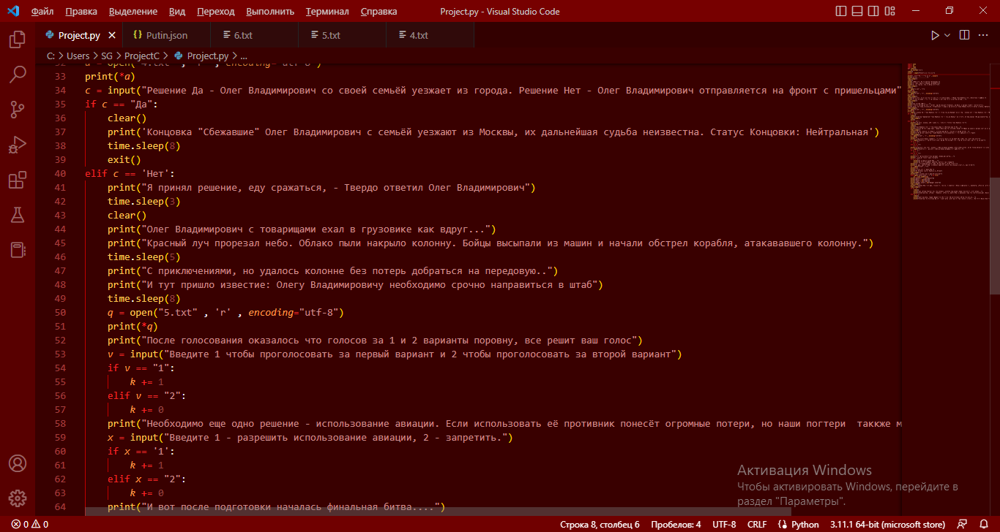 Файл Правка Выделение Вид Переход Выполнить Терминал Справка Project.py - Visual Studio Code
Project.py Putin.json 6.txt 5.txt 4.txt
C: > Users > SG > ProjectC > Project.py > ...
33 print(*a)
34 c = input("Решение Да - Олег Владимирович со своей семьёй уезжает из города. Решение Нет - Олег Владимирович отправляется на фронт с пришельцами"
35 if c == "Да":
36 clear()
37 print('Концовка "Сбежавшие" Олег Владимирович с семьёй уезжают из Москвы, их дальнейшая судьба неизвестна. Статус Концовки: Нейтральная')
38 time.sleep(8)
39 exit()
40 elif c == 'Нет':
41 print("Я принял решение, еду сражаться, - Твердо ответил Олег Владимирович")
42 time.sleep(3)
43 clear()
44 print("Олег Владимирович с товарищами ехал в грузовике как вдруг...")
45 print("Красный луч прорезал небо. Облако пыли накрыло колонну. Бойцы высыпали из машин и начали обстрел корабля, атакававшего колонну.")
46 time.sleep(5)
47 print("С приключениями, но удалось колонне без потерь добраться на передовую..")
48 print("И тут пришло известие: Олегу Владимировичу необходимо срочно направиться в штаб")
49 time.sleep(8)
50 q = open("5.txt" , 'r' , encoding="utf-8")
51 print(*q)
52 print("После голосования оказалось что голосов за 1 и 2 варианты поровну, все решит ваш голос")
53 v = input("Введите 1 чтобы проголосовать за первый вариант и 2 чтобы проголосовать за второй вариант")
54 if v == "1":
55 k += 1
56 elif v == "2":
57 k += 0
58 print("Необходимо еще одно решение - использование авиации. Если использовать её противник понесёт огромные потери, но наши погтери таккже м
59 x = input("Введите 1 - разрешить использование авиации, 2 - запретить.")
60 if x == '1':
61 k += 1
62 elif x == "2":
63 k += 0
64 print("И вот после подготовки началась финальная битва....")
Активация Windows
Чтобы активировать Windows, перейдите в
раздел "Параметры".
0 0 Строка 8, столбец 6 Пробелов: 4 UTF-8 CRLF Python 3.11.1 64-bit (microsoft store)